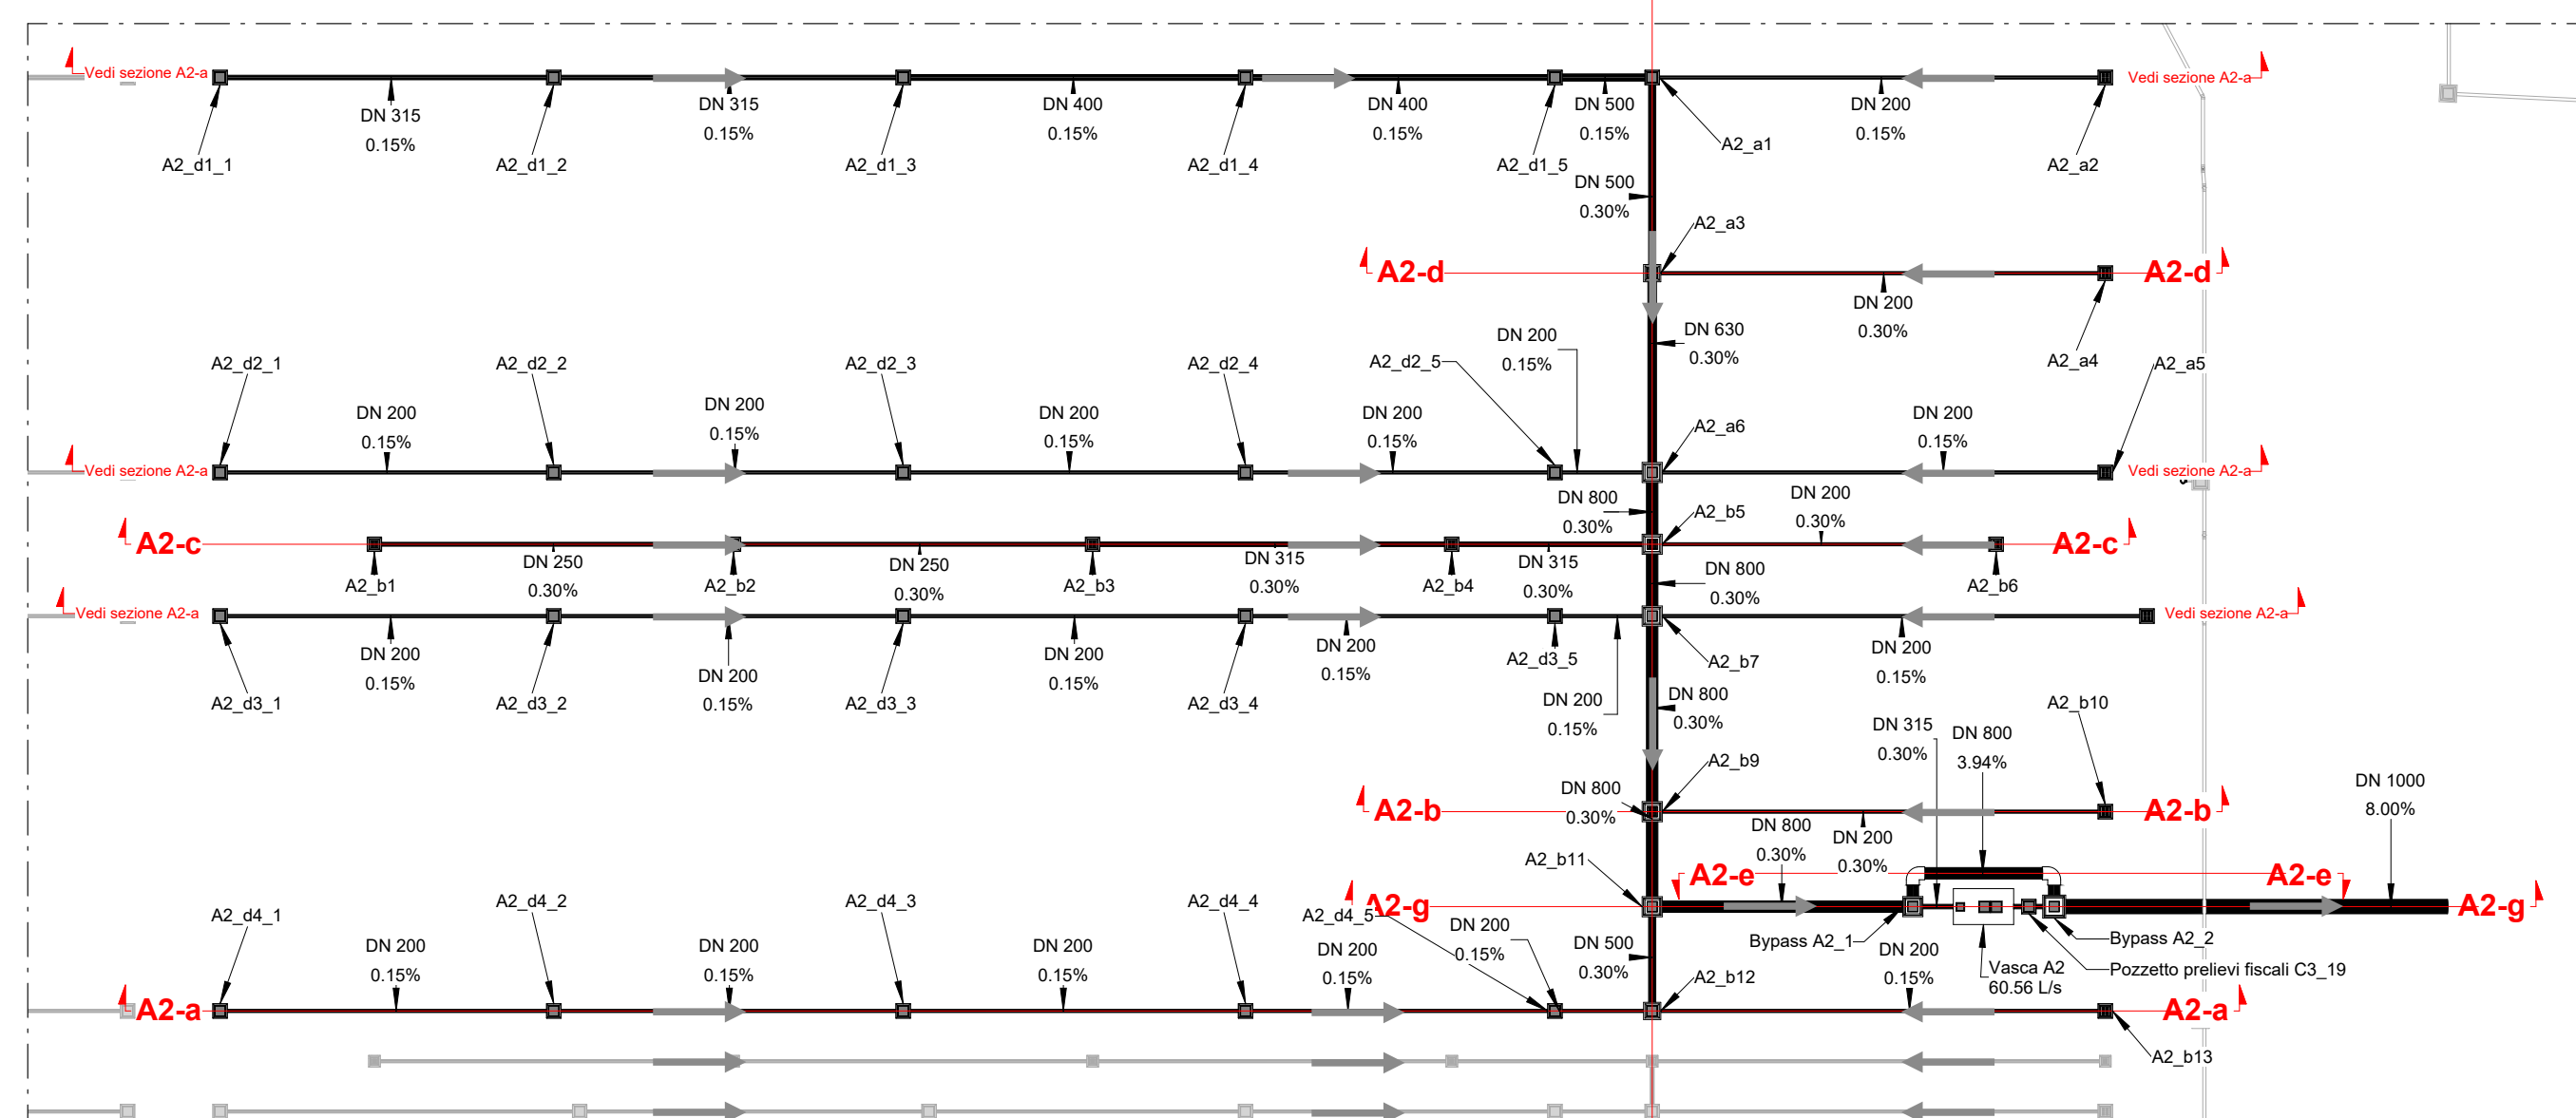 Vedi sezione A2-a
DN 315
0.15%
DN 315
0.15%
DN 400
0.15%
DN 400
0.15%
DN 500
0.15%
DN 200
0.15%
Vedi sezione A2-a
A2_d1_1
A2_d1_2
A2_d1_3
A2_d1_4
A2_d1_5
A2_a1
A2_a2
DN 500
0.30%
A2_a3
A2-d
A2-d
DN 200
0.30%
DN 630
0.30%
A2_a4
A2_a5
A2_d2_1
A2_d2_2
A2_d2_3
A2_d2_4
A2_d2_5
DN 200
0.15%
DN 200
0.15%
DN 200
0.15%
DN 200
0.15%
DN 200
0.15%
A2_a6
DN 200
0.15%
Vedi sezione A2-a
Vedi sezione A2-a
DN 800
0.30%
A2_b5
DN 200
0.30%
A2-c
A2-c
A2_b1
DN 250
0.30%
A2_b2
DN 250
0.30%
A2_b3
DN 315
0.30%
A2_b4
DN 315
0.30%
DN 800
0.30%
A2_b6
Vedi sezione A2-a
Vedi sezione A2-a
DN 200
0.15%
DN 200
0.15%
DN 200
0.15%
DN 200
0.15%
A2_d3_5
DN 200
0.15%
A2_b7
DN 200
0.15%
A2_d3_1
A2_d3_2
A2_d3_3
A2_d3_4
DN 800
0.30%
A2_b10
DN 315
0.30%
DN 800
3.94%
A2_b9
DN 800
0.30%
A2-b
A2-b
DN 1000
8.00%
DN 800
0.30%
DN 200
0.30%
A2_b11
A2-e
A2-e
A2-g
A2-g
A2_d4_1
A2_d4_2
A2_d4_3
A2_d4_4
A2_d4_5
DN 200
0.15%
DN 200
0.15%
DN 200
0.15%
DN 200
0.15%
DN 200
0.15%
DN 500
0.30%
Bypass A2_1
DN 200
0.15%
Bypass A2_2
Vasca A2
60.56 L/s
Pozzetto prelievi fiscali C3_19
A2_b12
A2-a
A2-a
A2_b13